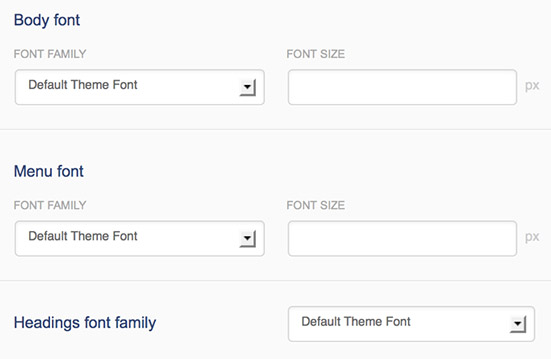 Body font
FONT FAMILY FONT SIZE
Default Theme Font px
Menu font
FONT FAMILY FONT SIZE
Default Theme Font px
Headings font family Default Theme Font